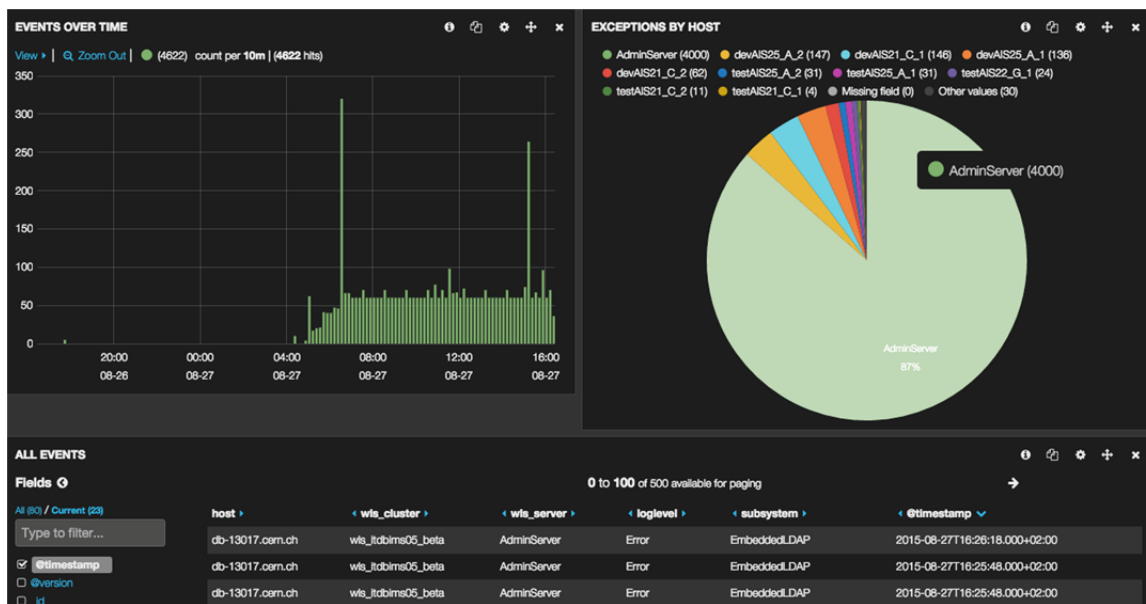 EVENTS OVER TIME
View | Zoom Out | (4622) count per 10m | (4622 hits)
350
300
250
200
150
100
50
0
20:00 00:00 04:00 08:00 12:00 16:00
08-26 08-27 08-27 08-27 08-27 08-27
EXCEPTIONS BY HOST
AdminServer (4000) devAIS25_A_2 (147) devAIS21_C_1 (146) devAIS25_A_1 (136)
devAIS21_C_2 (62) testAIS25_A_2 (31) testAIS25_A_1 (31) testAIS22_G_1 (24)
testAIS21_C_2 (11) testAIS21_C_1 (4) Missing field (0) Other values (30)
AdminServer (4000)
AdminServer
87%
ALL EVENTS
Fields
0 to 100 of 500 available for paging
All (80) / Current (23)
Type to filter...
@timestamp
@version
_id
host wls_cluster wls_server loglevel subsystem @timestamp
db-13017.cern.ch wls_itdbims05_beta AdminServer Error EmbeddedLDAP 2015-08-27T16:26:18.000+02:00
db-13017.cern.ch wls_itdbims05_beta AdminServer Error EmbeddedLDAP 2015-08-27T16:25:48.000+02:00
db-13017.cern.ch wls_itdbims05_beta AdminServer Error EmbeddedLDAP 2015-08-27T16:25:48.000+02:00